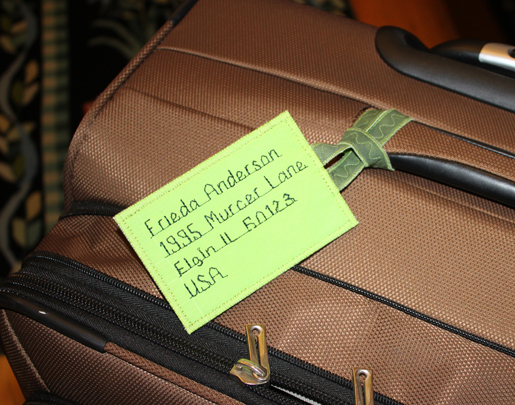 Frieda Anderson
1995 Murcer Lane
Elgin Il 60123
USA